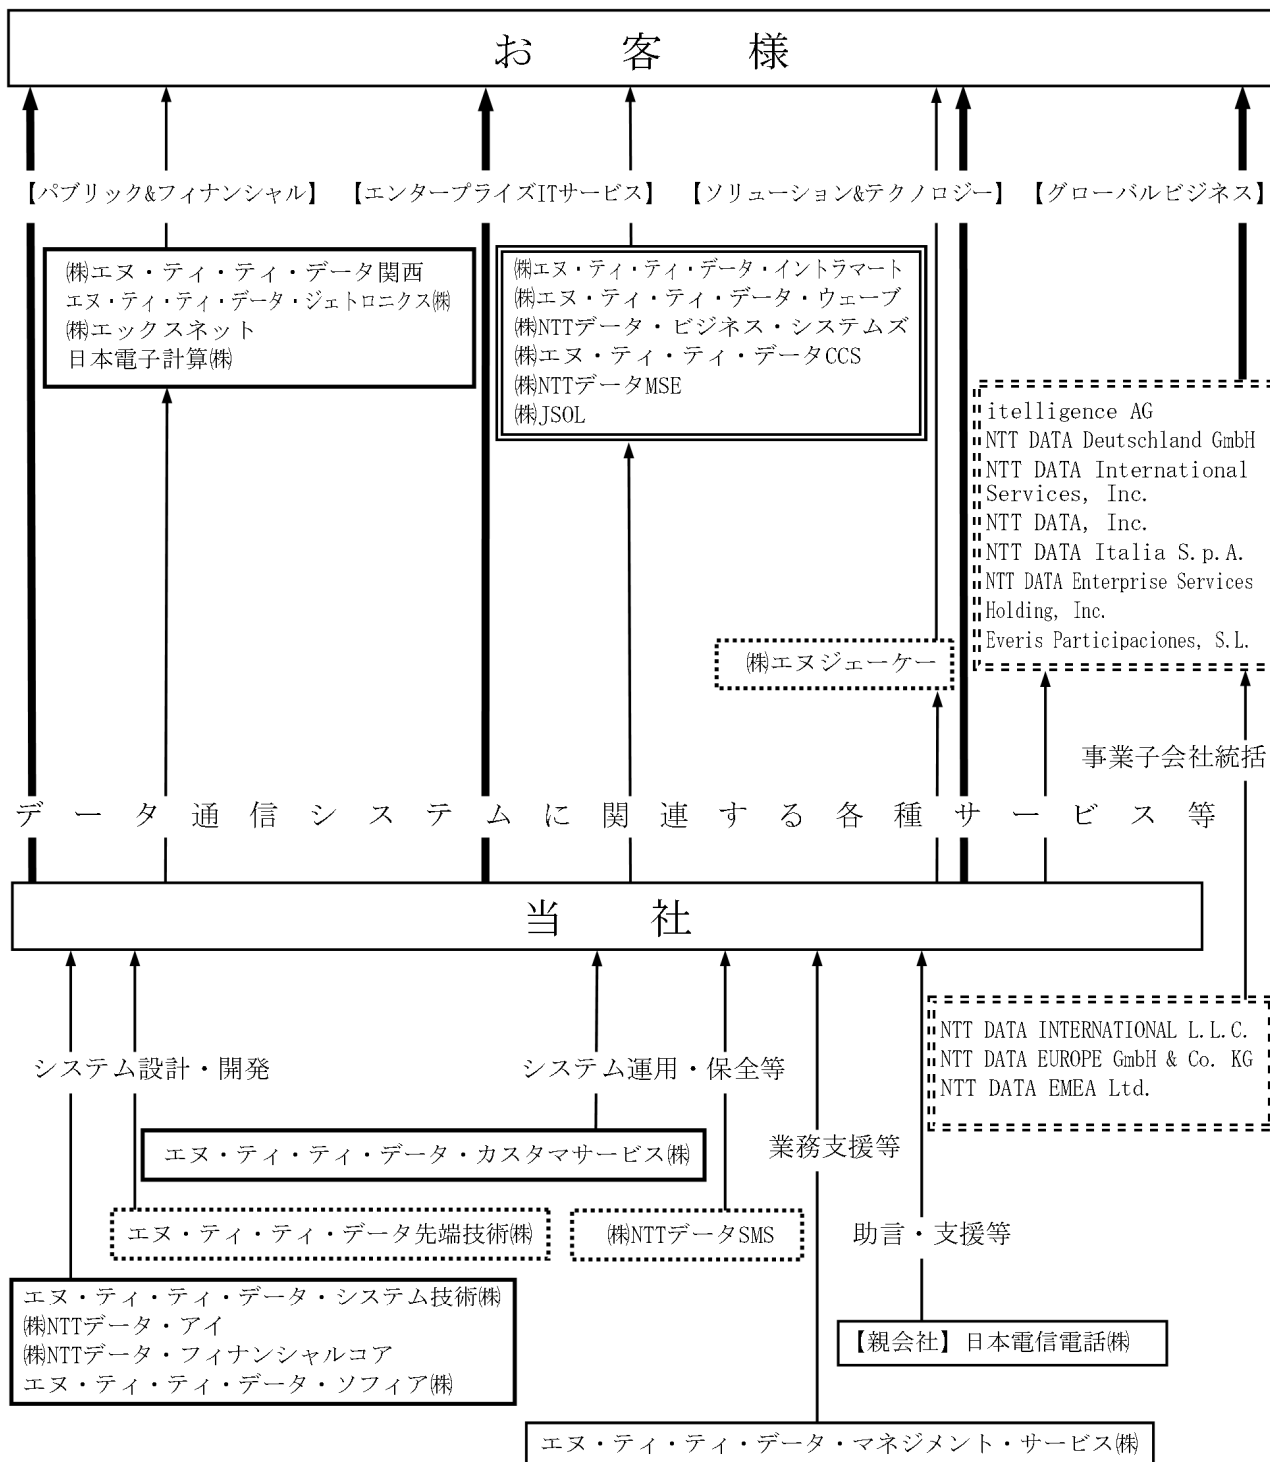 お客様
【パブリック&フィナンシャル】
【エンタープライズITサービス】
【ソリューション&テクノロジー】
【グローバルビジネス】
㈱エヌ・ティ・ティ・データ関西
エヌ・ティ・ティ・データ・ジェトロニクス㈱
㈱エックスネット
日本電子計算㈱
㈱エヌ・ティ・ティ・データ・イントラマート
㈱エヌ・ティ・ティ・データ・ウェーブ
㈱NTTデータ・ビジネス・システムズ
㈱エヌ・ティ・ティ・データCCS
㈱NTTデータMSE
㈱JSOL
itelligence AG
NTT DATA Deutschland GmbH
NTT DATA International
Services, Inc.
NTT DATA, Inc.
NTT DATA Italia S.p.A.
NTT DATA Enterprise Services
Holding, Inc.
Everis Participaciones, S.L.
㈱エヌジェーケー
事業子会社統括
データ通信システムに関連する各種サービス等
当社
NTT DATA INTERNATIONAL L.L.C.
NTT DATA EUROPE GmbH & Co. KG
NTT DATA EMEA Ltd.
システム設計・開発
システム運用・保全等
業務支援等
エヌ・ティ・ティ・データ・カスタマサービス㈱
エヌ・ティ・ティ・データ先端技術㈱
㈱NTTデータSMS
助言・支援等
エヌ・ティ・ティ・データ・システム技術㈱
㈱NTTデータ・アイ
㈱NTTデータ・フィナンシャルコア
エヌ・ティ・ティ・データ・ソフィア㈱
【親会社】日本電信電話㈱
エヌ・ティ・ティ・データ・マネジメント・サービス㈱